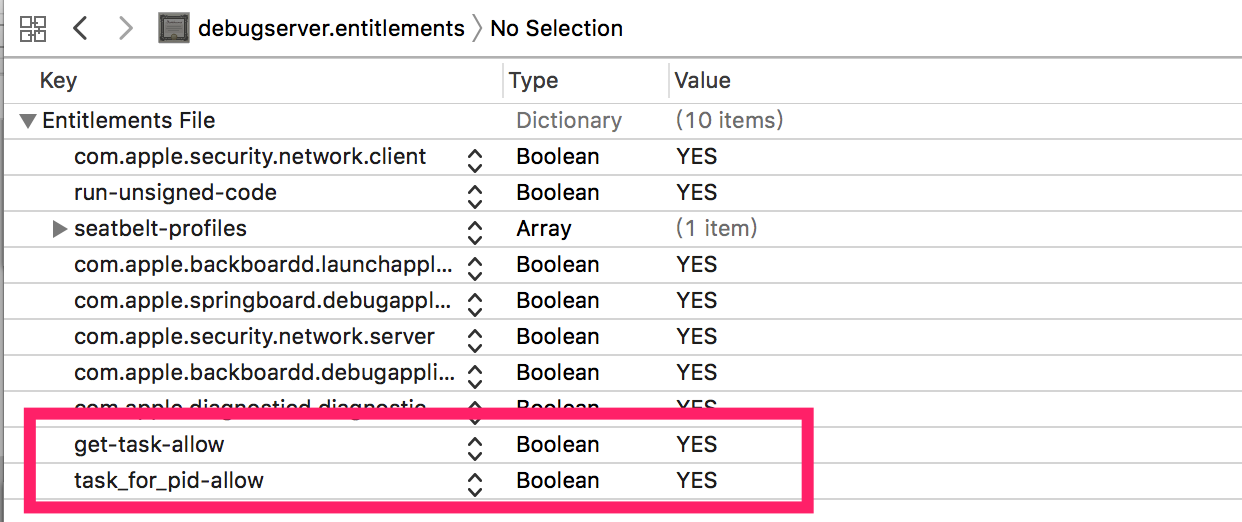 debugserver.entitlements No Selection
Key Type Value
Entitlements File Dictionary (10 items)
com.apple.security.network.client Boolean YES
run-unsigned-code Boolean YES
seatbelt-profiles Array (1 item)
com.apple.backboardd.launchappl... Boolean YES
com.apple.springboard.debugappl... Boolean YES
com.apple.security.network.server Boolean YES
com.apple.backboardd.debugappli... Boolean YES
com.apple.diagnosticd.diagnostic Boolean YES
get-task-allow Boolean YES
task_for_pid-allow Boolean YES